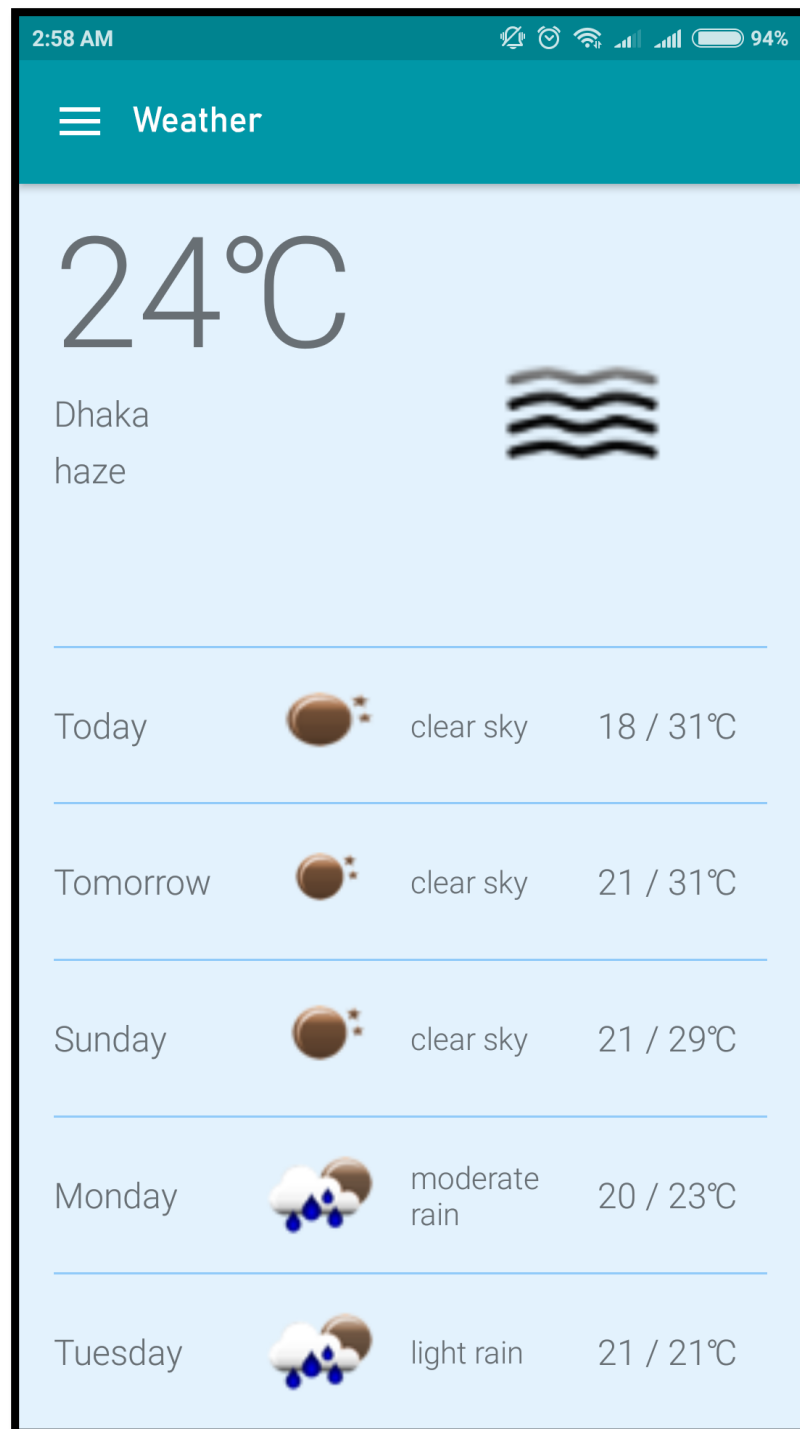 2:58 AM 94%
Weather
24℃
Dhaka
haze
Today clear sky 18 / 31℃
Tomorrow clear sky 21 / 31℃
Sunday clear sky 21 / 29℃
Monday moderate rain 20 / 23℃
Tuesday light rain 21 / 21℃